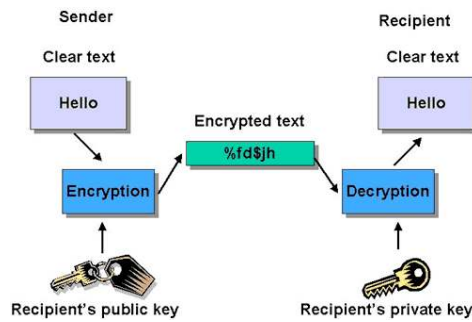 Sender
Recipient
Clear text
Clear text
Hello
Hello
Encrypted text
%fd$jh
Encryption
Decryption
Recipient's public key
Recipient's private key